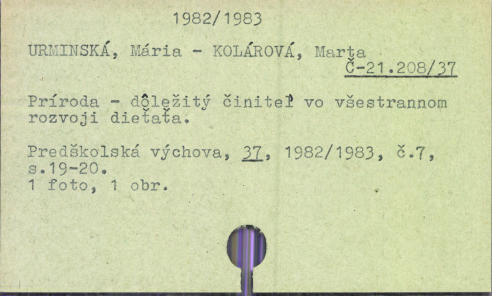 1982/1983
URMINSKÁ, Mária - KOLÁROVÁ, Marta
Č-21.208/37
Príroda - dôležitý činiteľ vo všestrannom
rozvoji dieťaťa.
Predškolská výchova, 37, 1982/1983, č.7,
s.19-20.
1 foto, 1 obr.